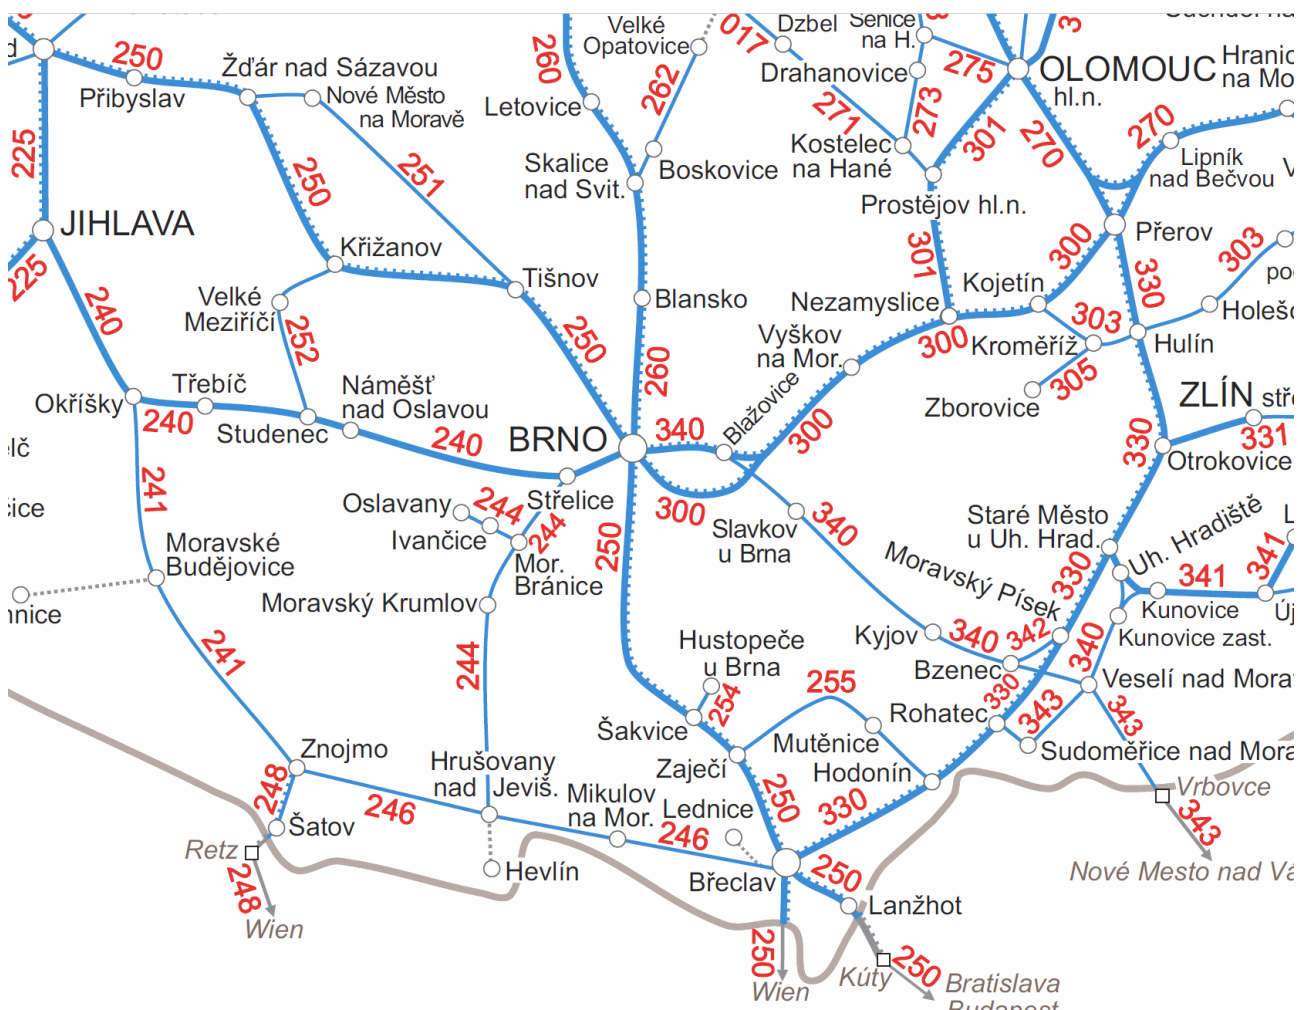 Velké
Opatovice
017
Dzbel
Senice
na H.
250
Žďár nad Sázavou
Přibyslav
Nové Město
na Moravě
260
262
Letovice
Drahanovice
275
OLOMOUC
hl.n.
Hranic
na Mo
225
250
251
Skalice
nad Svit.
Boskovice
271
273
Kostelec
na Hané
301
270
270
Lipník
nad Bečvou
JIHLAVA
Prostějov hl.n.
Přerov
225
Křižanov
301
300
303
330
240
Velké
Meziříčí
Tišnov
Blansko
Nezamyslice
Kojetín
Holešo
252
250
260
Vyškov
na Mor.
300
Kroměříž
303
Hulín
305
Okříšky
Třebíč
240
Studenec
Náměšť
nad Oslavou
240
BRNO
340
Blažovice
300
Zborovice
ZLÍN stře
330
331
Otrokovice
241
Oslavany
244
Střelice
300
Ivančice
244
250
Slavkov
u Brna
340
Staré Město
u Uh. Hrad.
Uh. Hradiště
341
341
Moravské
Budějovice
Mor.
Bránice
Moravský Písek
330
Kunovice
Kunovice zast.
Moravský Krumlov
241
244
Hustopeče
u Brna
Kyjov
340
342
340
Bzenec
Veselí nad Mora
254
255
330
343
343
Šakvice
Rohatec
Mutěnice
Sudoměřice nad Mora
Znojmo
Hrušovany
nad Jeviš.
Zaječí
Hodonín
248
246
Mikulov
na Mor.
Lednice
250
330
Vrbovce
343
Šatov
246
Retz
248
Hevlín
Břeclav
250
Nové Mesto nad Vá
Wien
Lanžhot
250
Wien
Kúty
250
Bratislava
Budapest